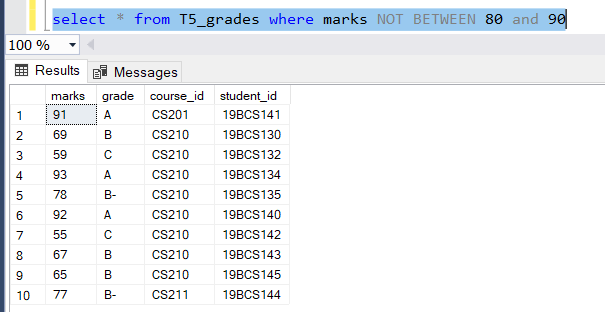 select * from T5_grades where marks NOT BETWEEN 80 and 90
100 %
Results Messages
marks grade course_id student_id
1 91 A CS201 19BCS141
2 69 B CS210 19BCS130
3 59 C CS210 19BCS132
4 93 A CS210 19BCS134
5 78 B- CS210 19BCS135
6 92 A CS210 19BCS140
7 55 C CS210 19BCS142
8 67 B CS210 19BCS143
9 65 B CS210 19BCS145
10 77 B- CS211 19BCS144